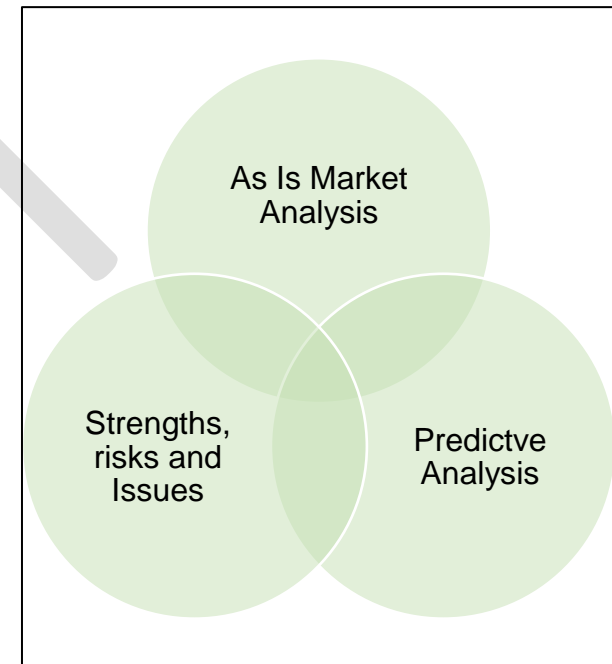 As Is Market
Analysis
Strengths,
risks and
Issues
Predictve
Analysis